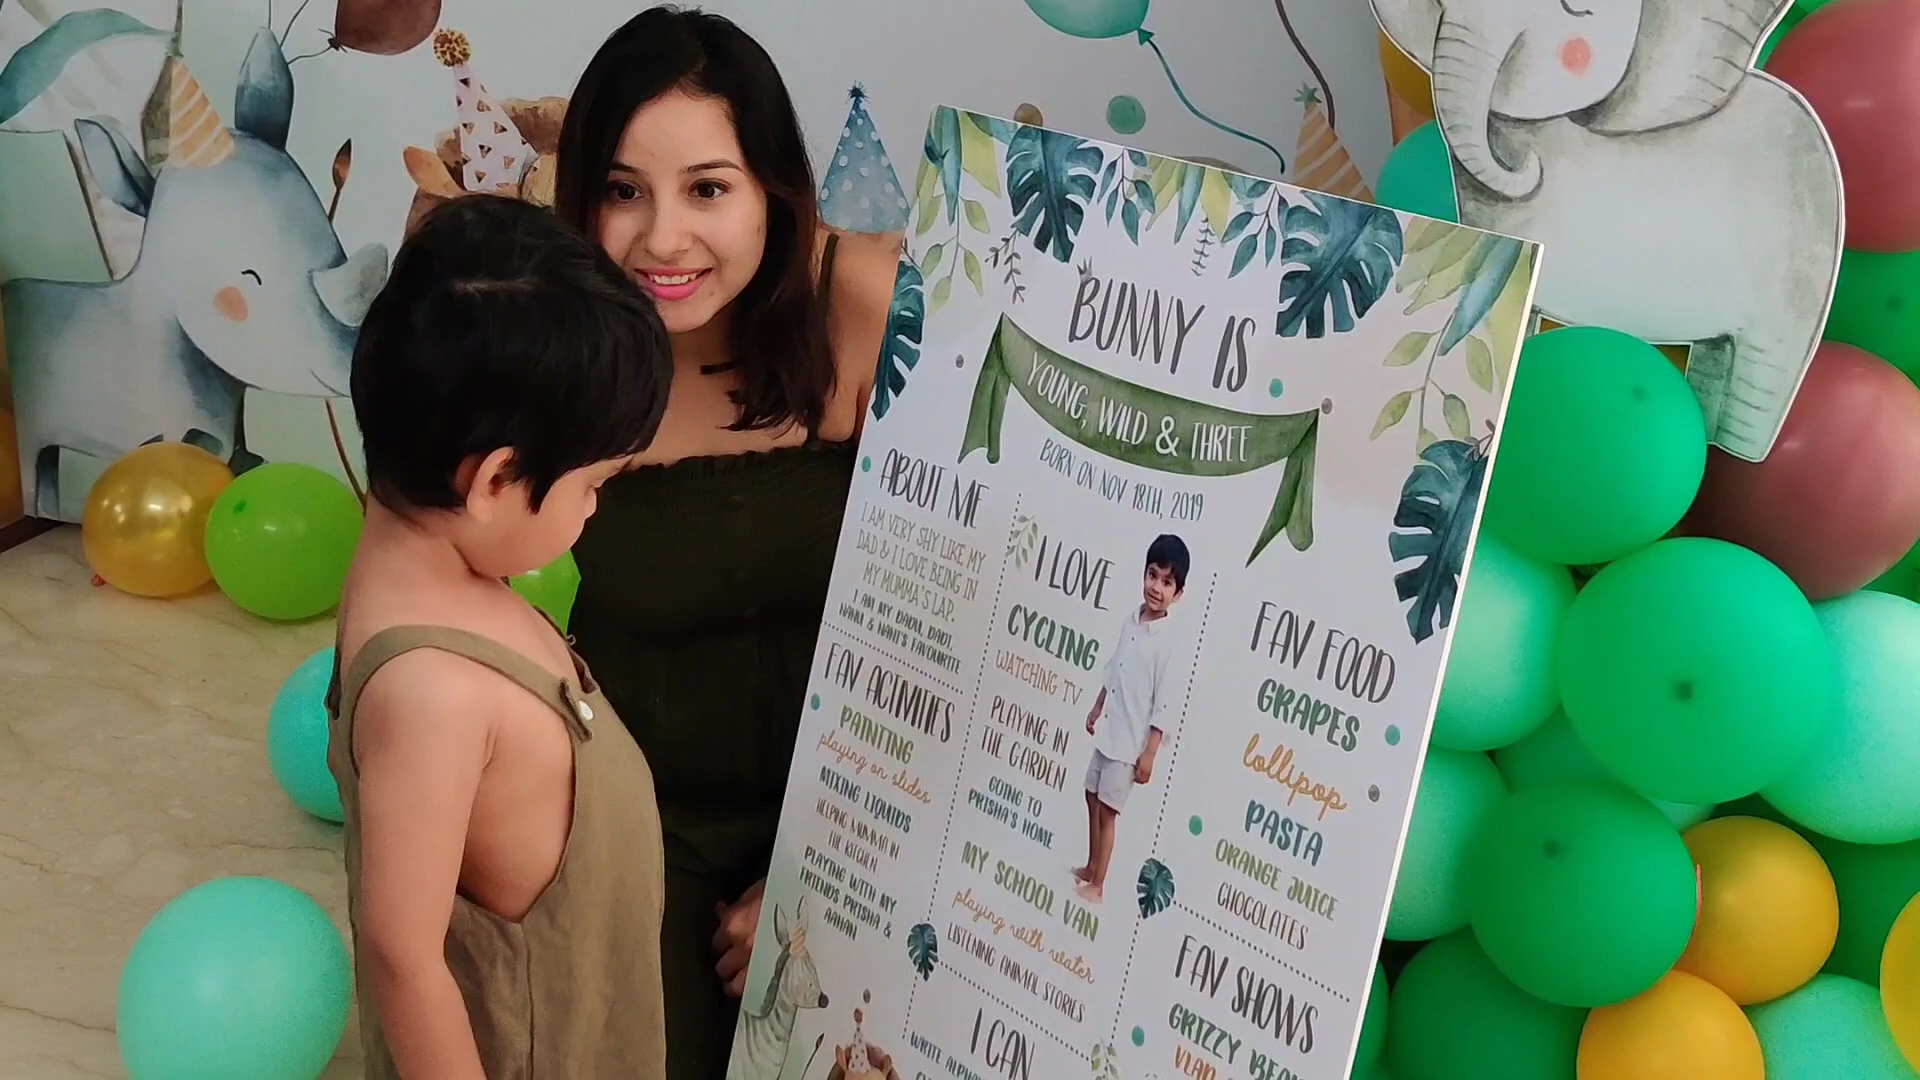 BUNNY IS
YOUNG, WILD & THREE
BORN ON NOV 18TH, 2019
ABOUT ME
I AM VERY SHY LIKE MY
DAD & I LOVE BEING IN
MY MUMMA'S LAP.
I AM MY DADU, DADI,
NANU & NANI'S FAVOURITE
FAV ACTIVITIES
PAINTING
playing on slides
MIXING LIQUIDS
HELPING MUMMA IN
THE KITCHEN
PLAYING WITH MY
FRIENDS PRISHA &
AAHAN
I LOVE
CYCLING
WATCHING TV
PLAYING IN
THE GARDEN
GOING TO
PRISHA'S HOME
MY SCHOOL VAN
playing with water
LISTENING ANIMAL STORIES
I CAN
WRITE
FAV FOOD
GRAPES
lollipop
PASTA
ORANGE JUICE
CHOCOLATES
FAV SHOWS
GRIZZY
VLAD